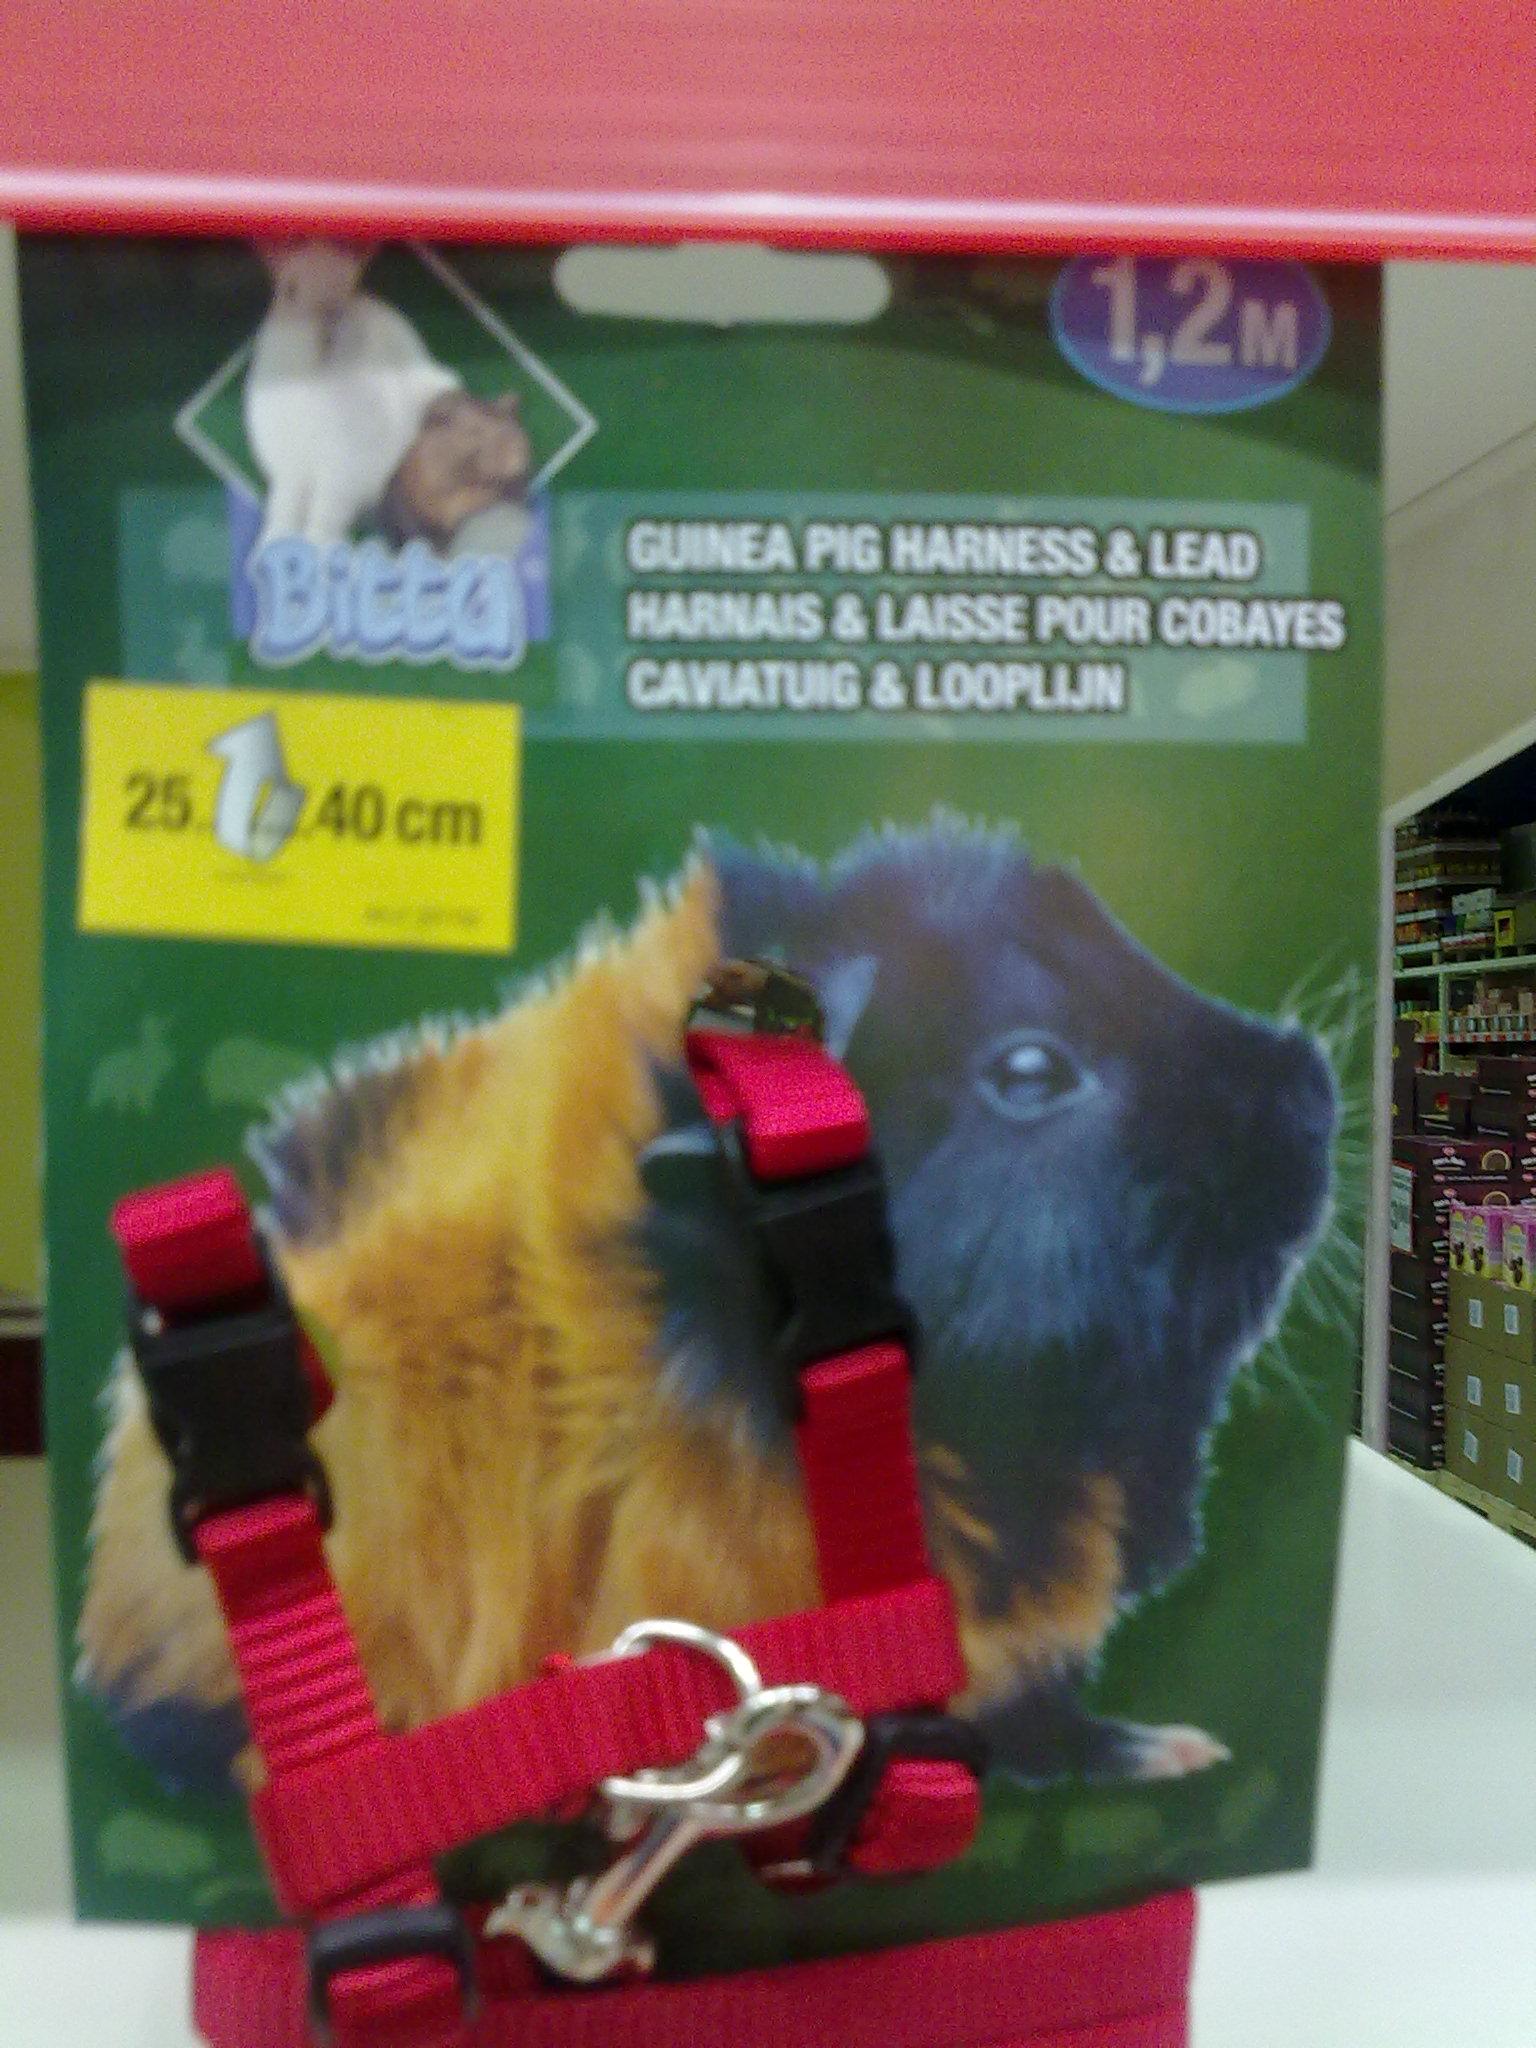 1,2M
Bitta
GUINEA PIG HARNESS & LEAD
HARNAIS & LAISSE POUR COBAYES
CAVIATUIG & LOOPLIJN
25...40 cm